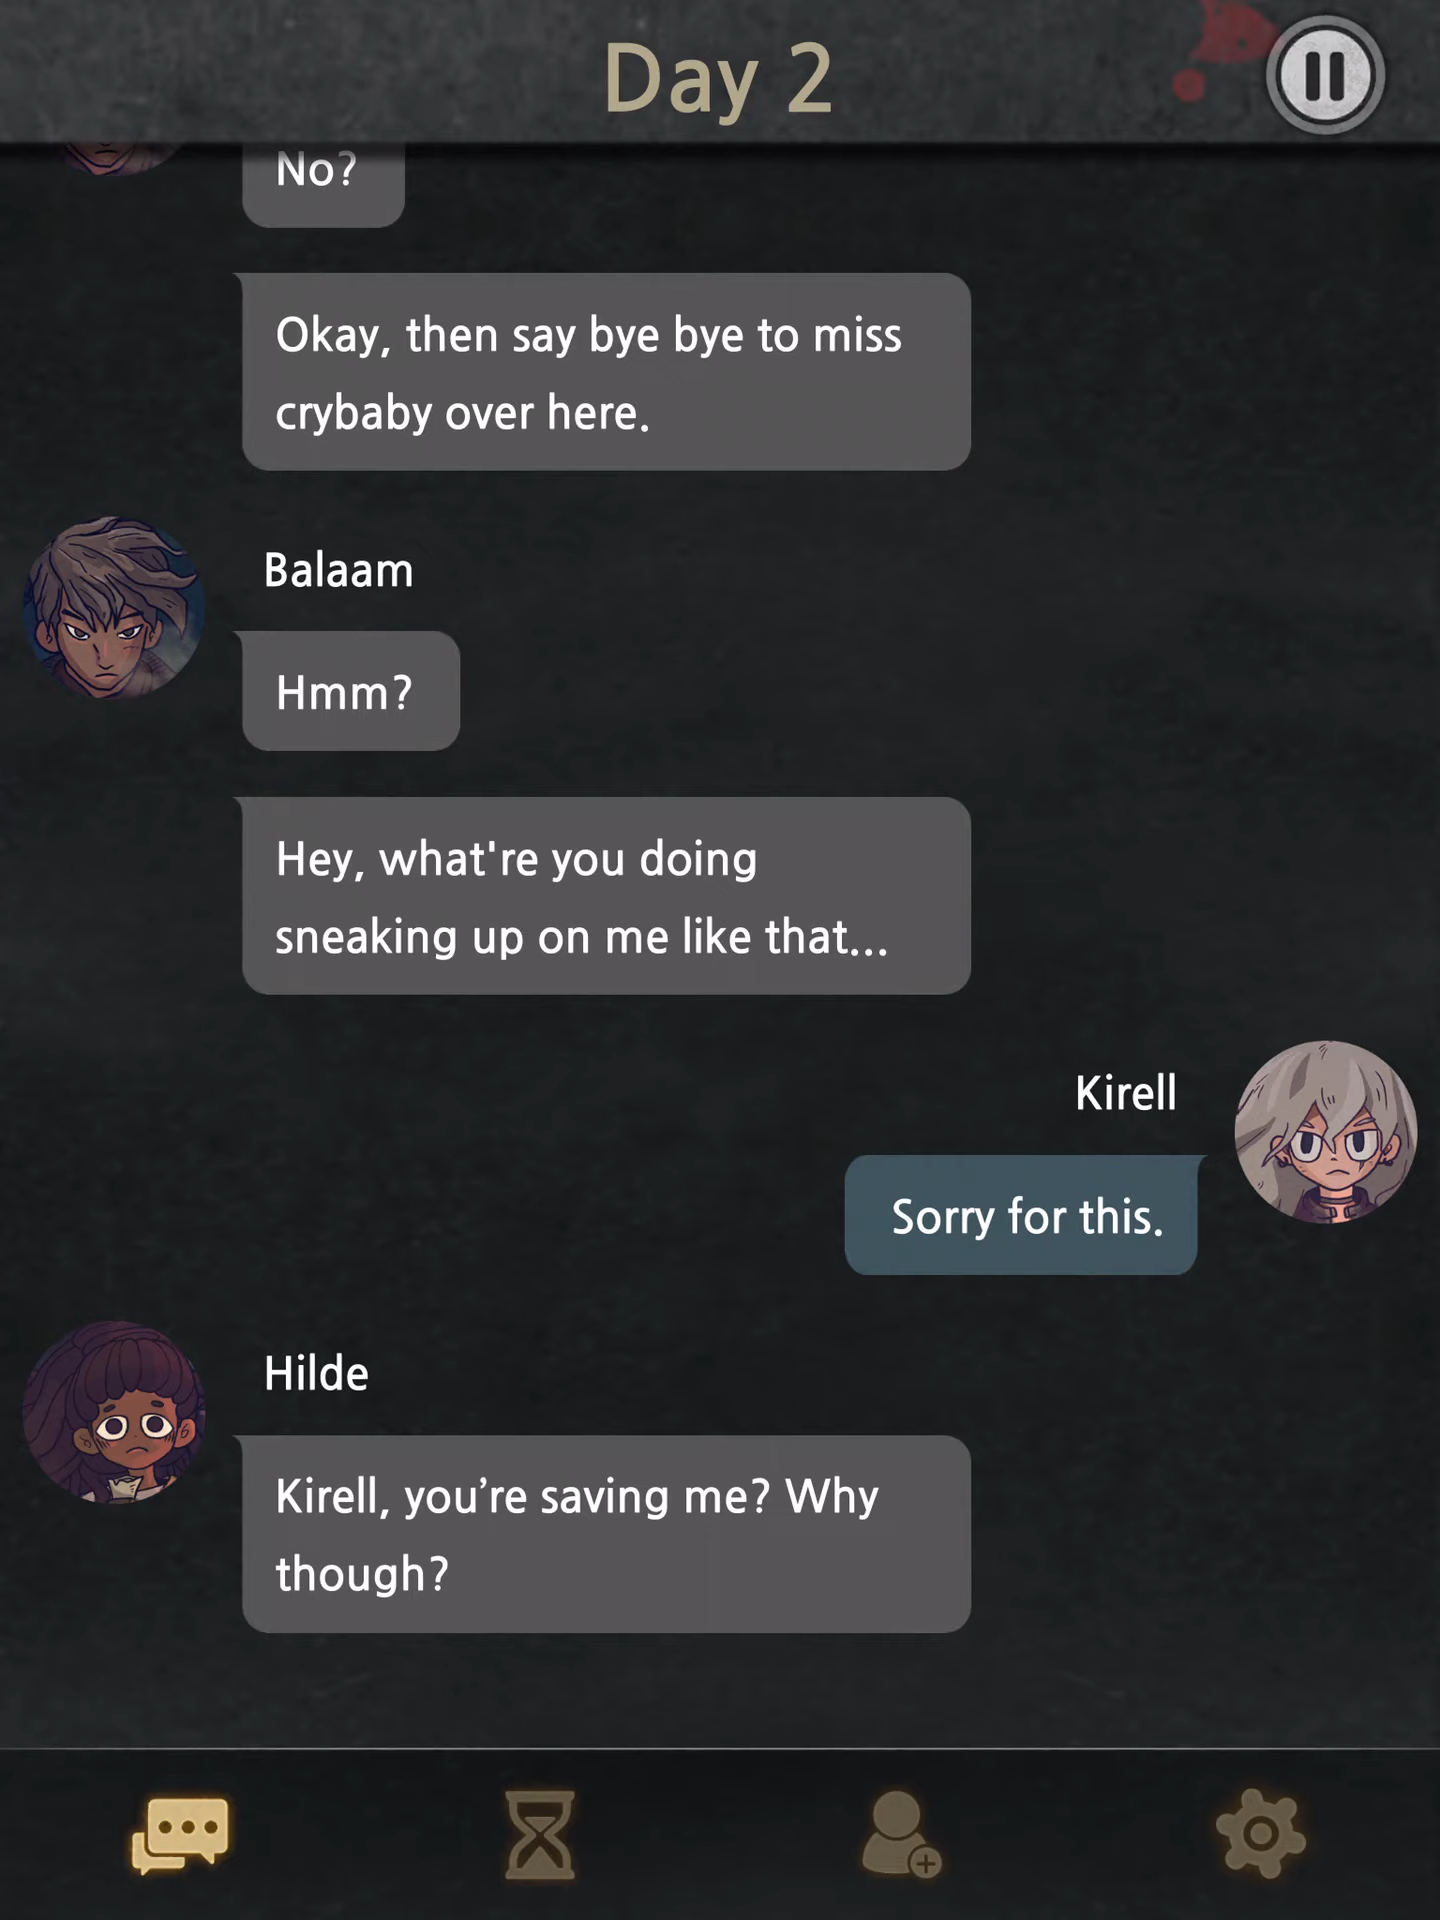 Day 2
No?
Okay, then say bye bye to miss
crybaby over here.
Balaam
Hmm?
Hey, what're you doing
sneaking up on me like that...
Kirell
Sorry for this.
Hilde
Kirell, you’re saving me? Why
though?